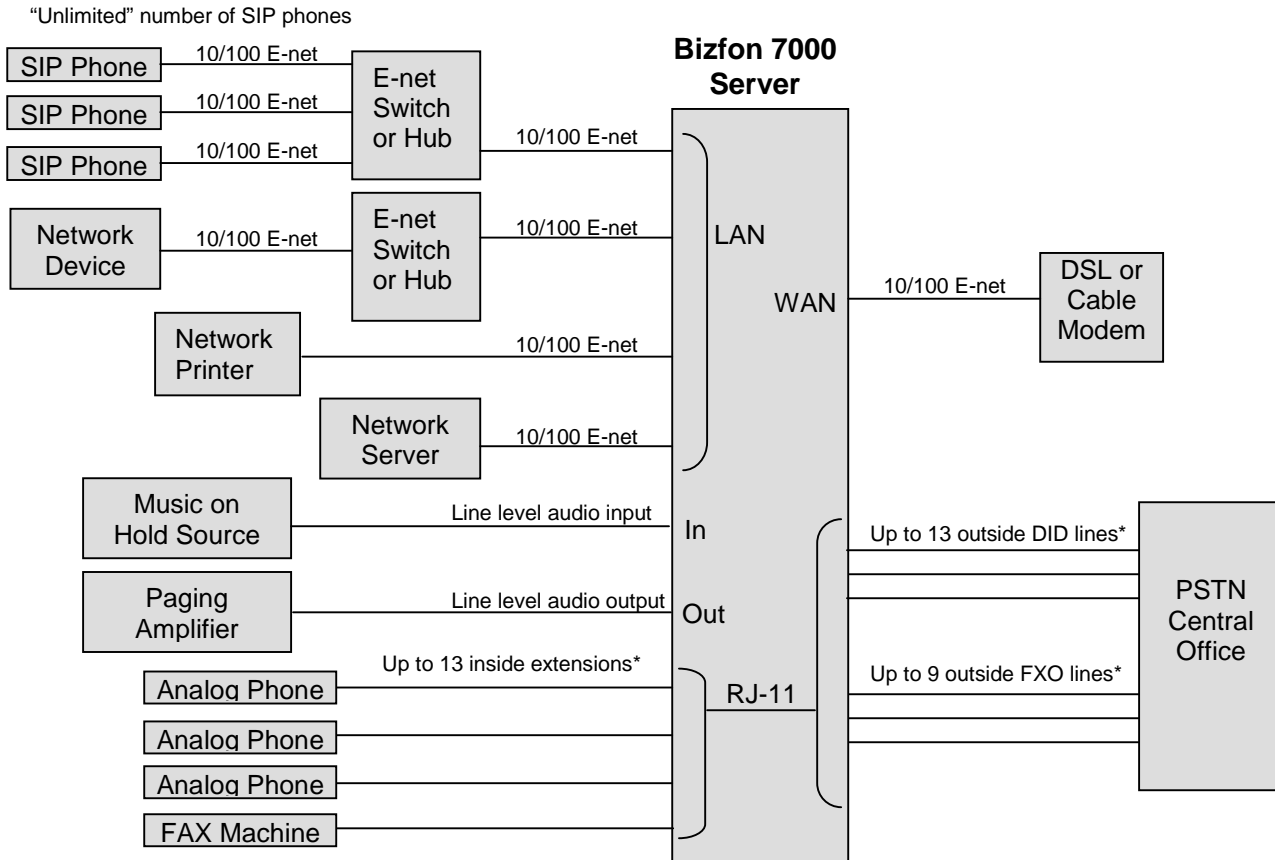 “Unlimited” number of SIP phones
Bizfon 7000
Server
SIP Phone
10/100 E-net
SIP Phone
10/100 E-net
SIP Phone
10/100 E-net
E-net
Switch
or Hub
10/100 E-net
Network
Device
10/100 E-net
E-net
Switch
or Hub
10/100 E-net
LAN
WAN
10/100 E-net
DSL or
Cable
Modem
Network
Printer
10/100 E-net
Network
Server
10/100 E-net
Music on
Hold Source
Line level audio input
In
Paging
Amplifier
Line level audio output
Out
Up to 13 inside extensions*
Analog Phone
Analog Phone
Analog Phone
FAX Machine
RJ-11
Up to 13 outside DID lines*
Up to 9 outside FXO lines*
PSTN
Central
Office